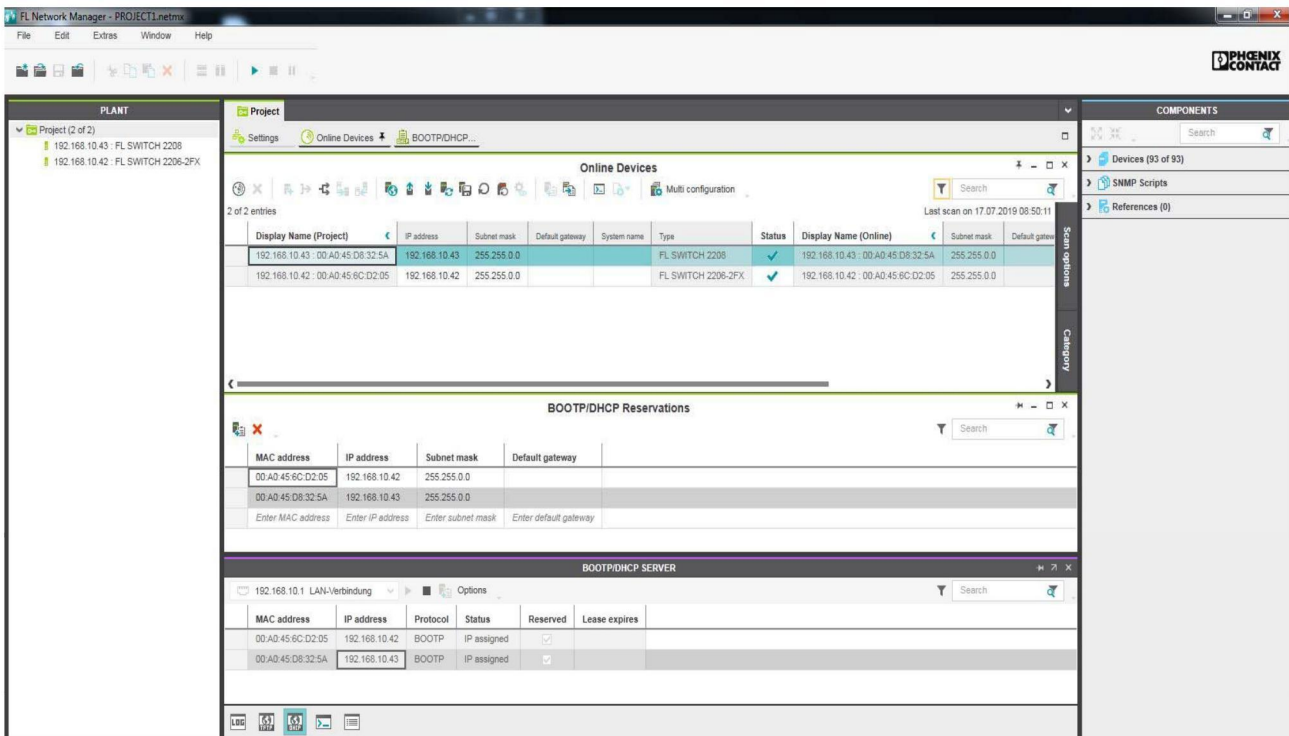 FL Network Manager - PROJECT1.netmx
File Edit Extras Window Help
PHŒNIX
CONTACT
PLANT
Project (2 of 2)
192.168.10.43 : FL SWITCH 2208
192.168.10.42 : FL SWITCH 2206-2FX
Project
Settings Online Devices BOOTP/DHCP...
Online Devices
Multi configuration Search
2 of 2 entries Last scan on 17.07.2019 08:50:11
Display Name (Project) IP address Subnet mask Default gateway System name Type Status Display Name (Online) Subnet mask Default gatew
192.168.10.43 : 00:A0:45:D8:32:5A 192.168.10.43 255.255.0.0 FL SWITCH 2208 192.168.10.43 : 00:A0:45:D8:32:5A 255.255.0.0
192.168.10.42 : 00:A0:45:6C:D2:05 192.168.10.42 255.255.0.0 FL SWITCH 2206-2FX 192.168.10.42 : 00:A0:45:6C:D2:05 255.255.0.0
Scan options
Category
BOOTP/DHCP Reservations
Search
MAC address IP address Subnet mask Default gateway
00:A0:45:6C:D2:05 192.168.10.42 255.255.0.0
00:A0:45:D8:32:5A 192.168.10.43 255.255.0.0
Enter MAC address Enter IP address Enter subnet mask Enter default gateway
BOOTP/DHCP SERVER
192.168.10.1 LAN-Verbindung Options Search
MAC address IP address Protocol Status Reserved Lease expires
00:A0:45:6C:D2:05 192.168.10.42 BOOTP IP assigned
00:A0:45:D8:32:5A 192.168.10.43 BOOTP IP assigned
LOG TFTP DHCP
COMPONENTS
Search
Devices (93 of 93)
SNMP Scripts
References (0)